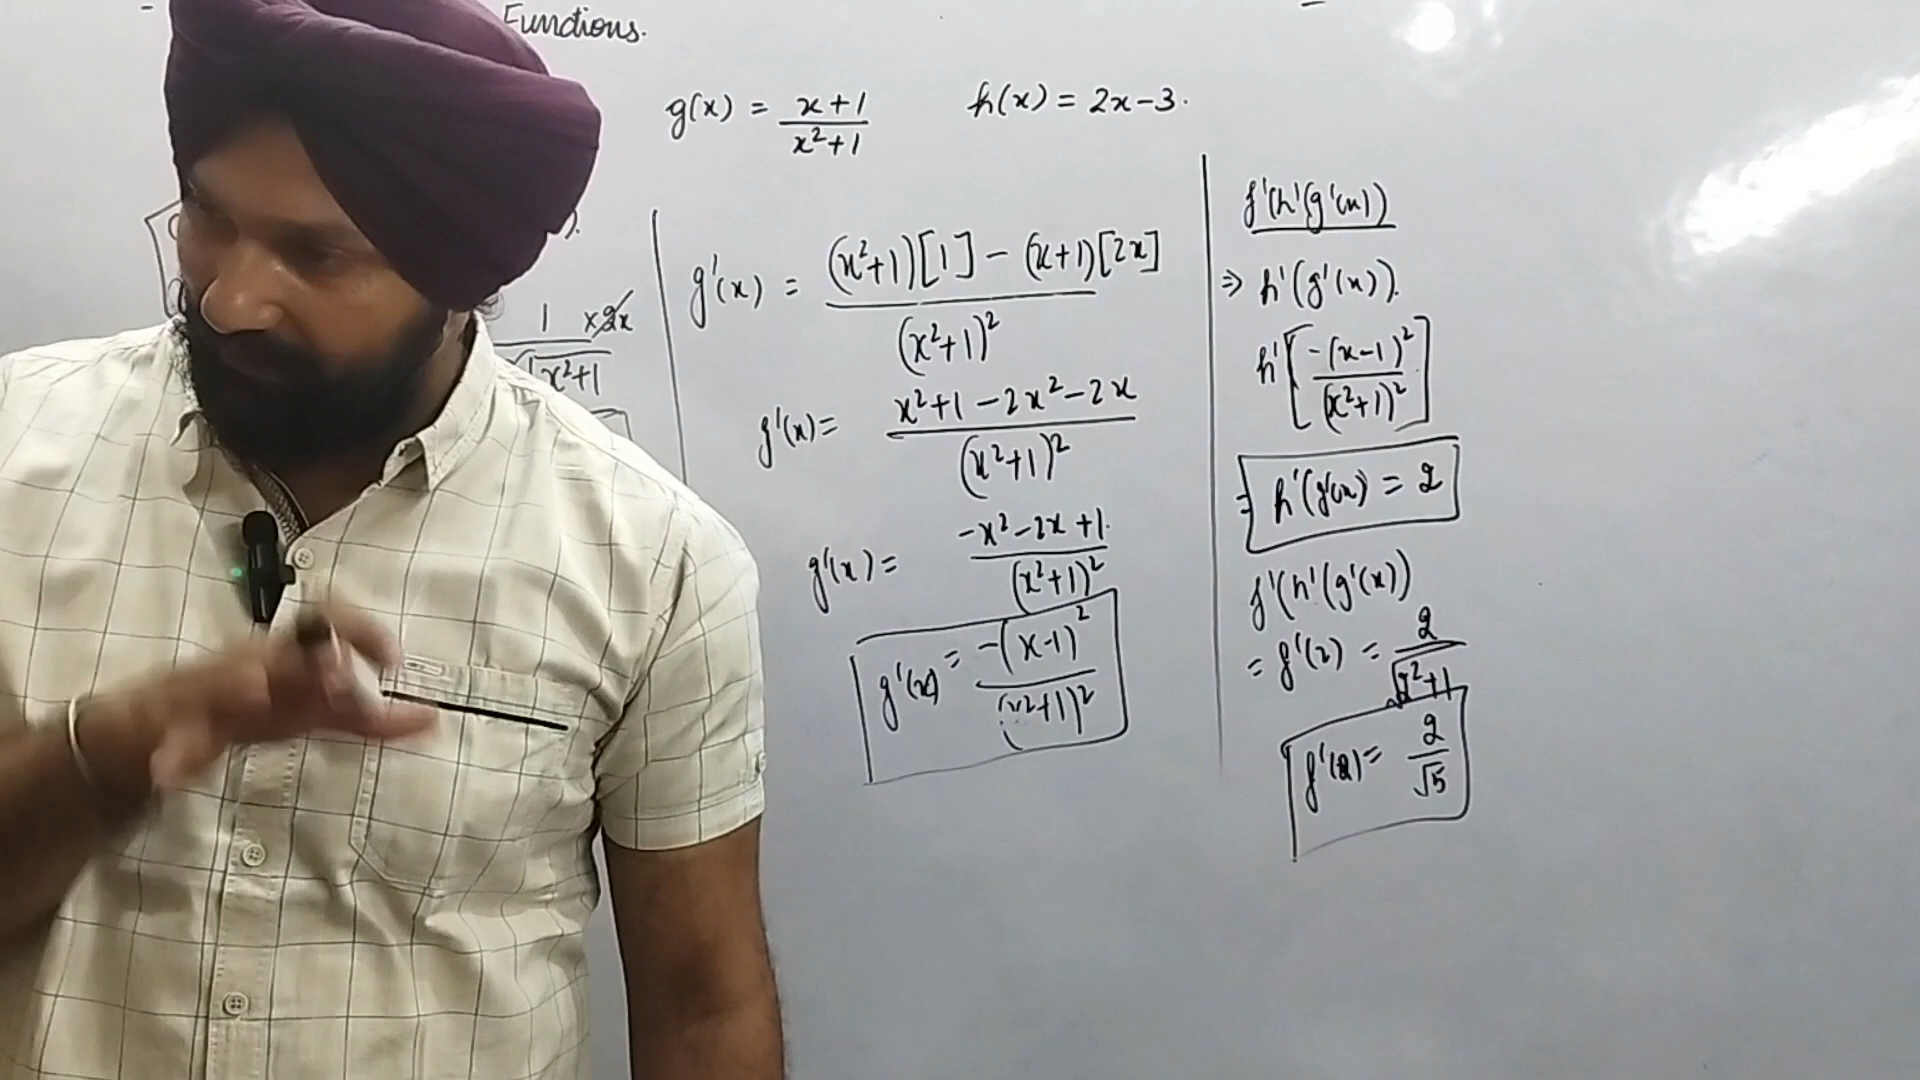 Functions.
g(x) = x+1 / x²+1    h(x) = 2x-3.
1 / √x²+1 × 2x
g'(x) = (x²+1)[1] - (x+1)[2x] / (x²+1)²
g'(x) = x²+1-2x²-2x / (x²+1)²
g'(x) = -x²-2x+1 / (x²+1)²
g'(x) = -(x-1)² / (x²+1)²
f'(h'(g'(x))
⇒ h'(g'(x)).
h'[-(x-1)² / (x²+1)²]
= h'(g'(x) = 2
f'(h'(g'(x))
= f'(2) = 2 / √2²+1
f'(2) = 2 / √5